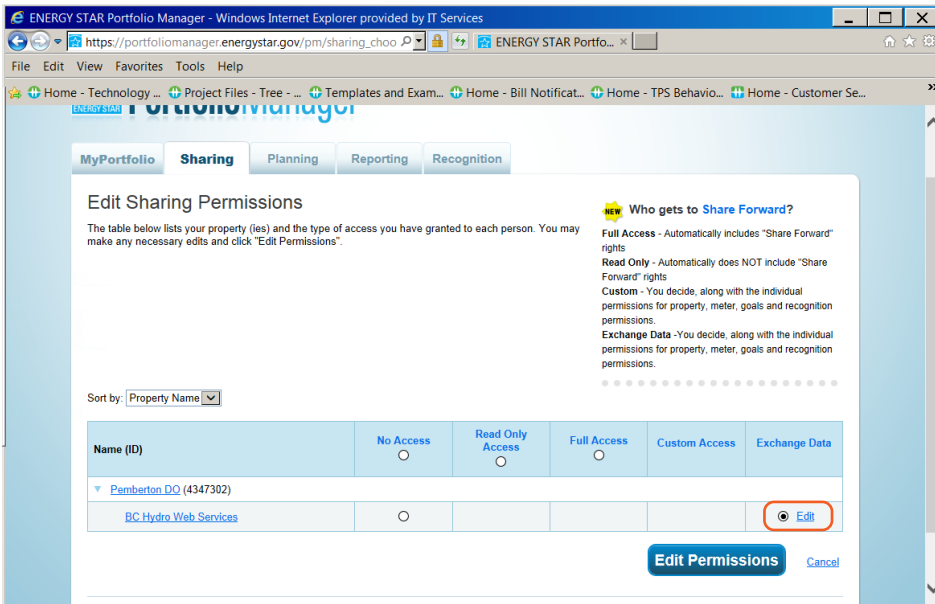 ENERGY STAR Portfolio Manager - Windows Internet Explorer provided by IT Services
https://portfoliomanager.energystar.gov/pm/sharing_choo
ENERGY STAR Portfo...
File Edit View Favorites Tools Help
Home - Technology ... Project Files - Tree - ... Templates and Exam... Home - Bill Notificat... Home - TPS Behavio... Home - Customer Se...
ENERGY STAR PortfolioManager
MyPortfolio Sharing Planning Reporting Recognition
Edit Sharing Permissions
The table below lists your property (ies) and the type of access you have granted to each person. You may
make any necessary edits and click "Edit Permissions".
NEW Who gets to Share Forward?
Full Access - Automatically includes "Share Forward"
rights
Read Only - Automatically does NOT include "Share
Forward" rights
Custom - You decide, along with the individual
permissions for property, meter, goals and recognition
permissions.
Exchange Data -You decide, along with the individual
permissions for property, meter, goals and recognition
permissions.
Sort by: Property Name
Name (ID)
No Access
Read Only
Access
Full Access
Custom Access
Exchange Data
Pemberton DO (4347302)
BC Hydro Web Services
Edit
Edit Permissions Cancel